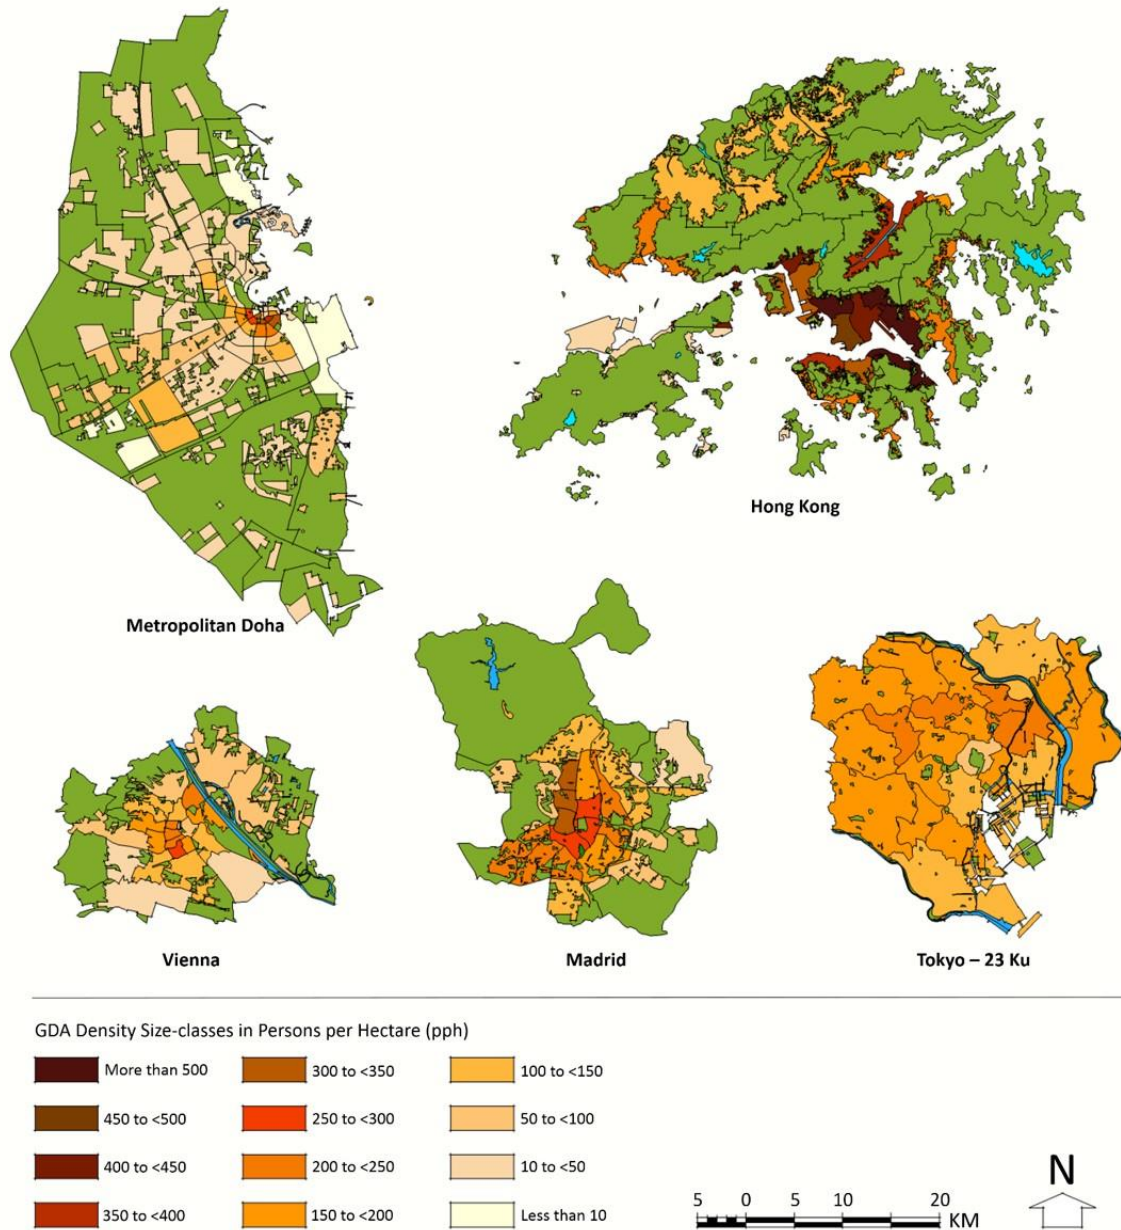 Metropolitan Doha
Hong Kong
Vienna
Madrid
Tokyo – 23 Ku
GDA Density Size-classes in Persons per Hectare (pph)
More than 500
300 to <350
100 to <150
450 to <500
250 to <300
50 to <100
400 to <450
200 to <250
10 to <50
350 to <400
150 to <200
Less than 10
5 0 5 10 20
KM
N